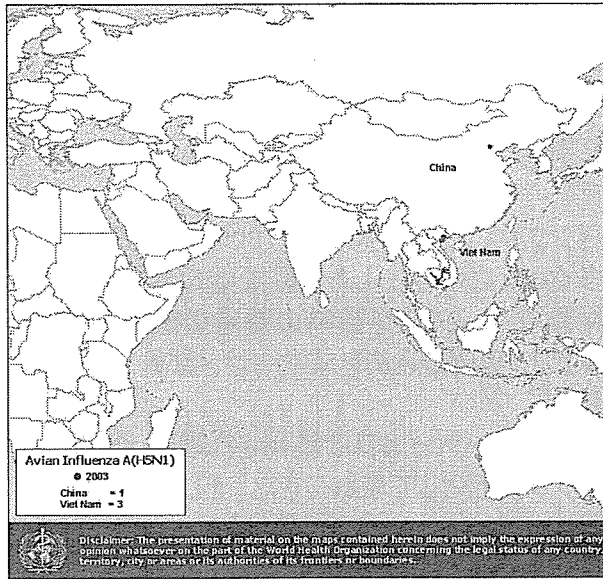 China
Viet Nam
Avian Influenza A(H5N1)
2003
China = 1
Viet Nam = 3
Disclaimer: The presentation of material on the maps contained herein does not imply the expression of any
opinion whatsoever on the part of the World Health Organization concerning the legal status of any country,
territory, city or areas or its authorities of its frontiers or boundaries.